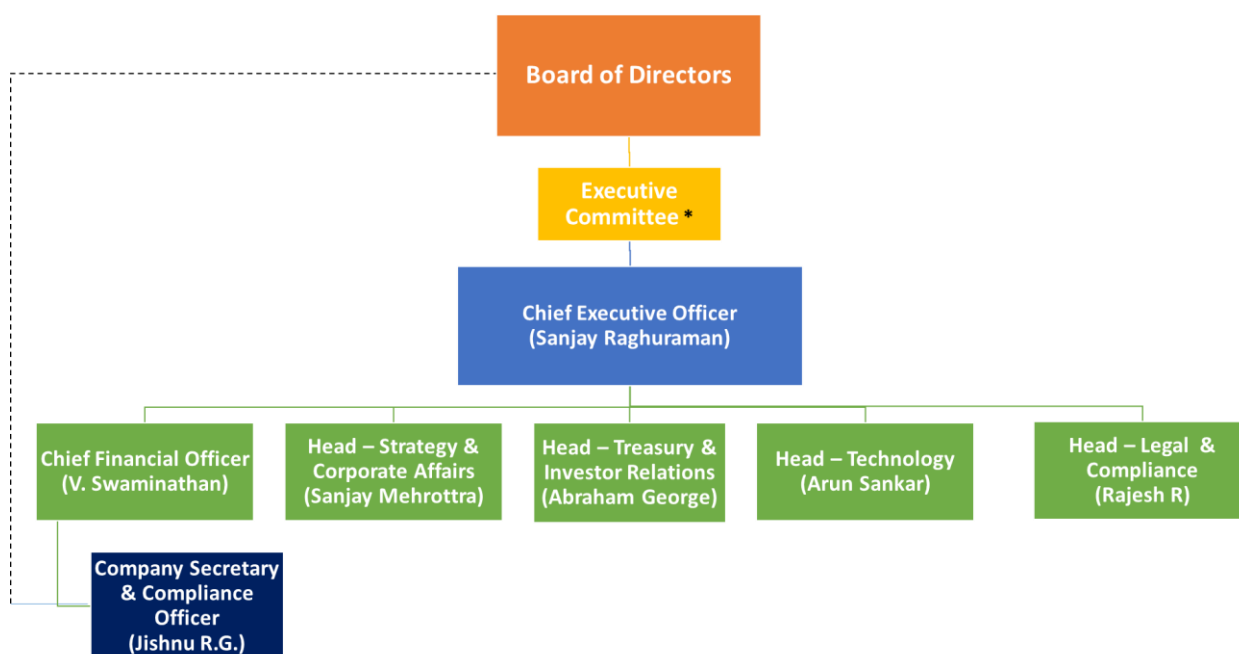 Board of Directors
Executive
Committee *
Chief Executive Officer
(Sanjay Raghuraman)
Chief Financial Officer
(V. Swaminathan)
Head – Strategy &
Corporate Affairs
(Sanjay Mehrottra)
Head – Treasury &
Investor Relations
(Abraham George)
Head – Technology
(Arun Sankar)
Head – Legal &
Compliance
(Rajesh R)
Company Secretary
& Compliance
Officer
(Jishnu R.G.)